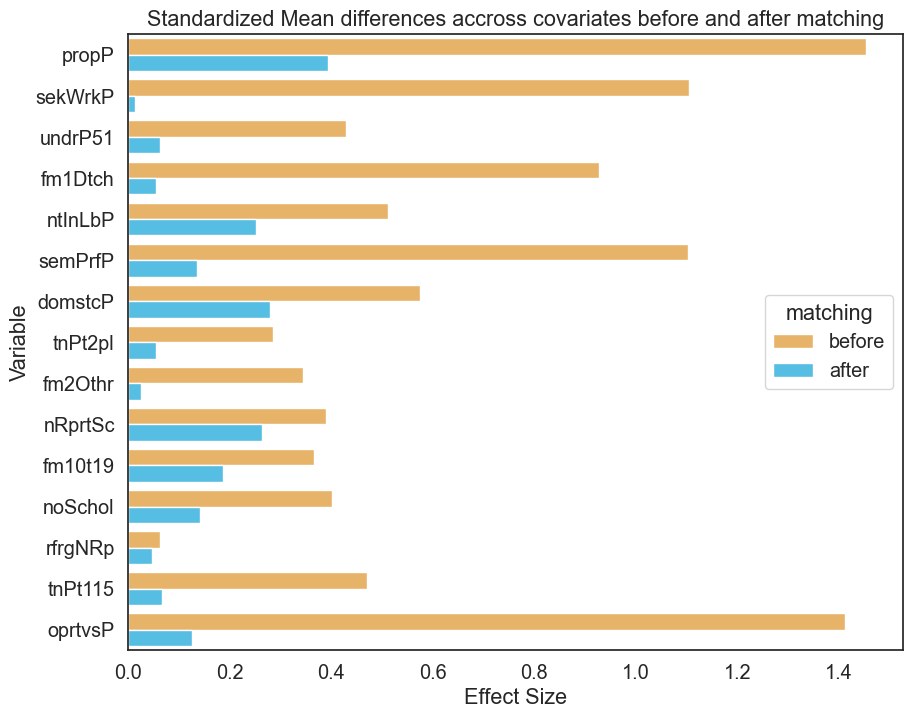 Standardized Mean differences accross covariates before and after matching
propP
sekWrkP
undrP51
fm1Dtch
ntInLbP
semPrfP
domstcP
tnPt2pl
fm2Othr
nRprtSc
fm10t19
noSchol
rfrgNRp
tnPt115
oprtvsP
Variable
matching
before
after
0.0 0.2 0.4 0.6 0.8 1.0 1.2 1.4
Effect Size